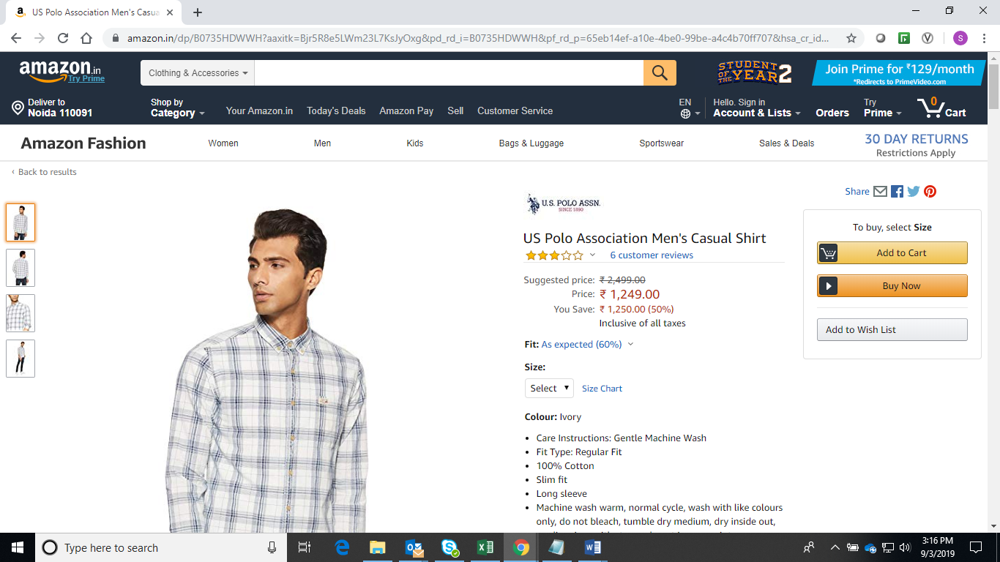 US Polo Association Men's Casua
amazon.in/dp/B0735HDWWH?aaxitk=Bjr5R8e5LWm23L7KsJyOxg&pd_rd_i=B0735HDWWH&pf_rd_p=65eb14ef-a10e-4be0-99be-a4c4b70ff707&hsa_cr_id...
S
amazon.in
Try Prime
Clothing & Accessories
STUDENT OF THE YEAR 2
Join Prime for ₹129/month
*Redirects to PrimeVideo.com
Deliver to
Noida 110091
Shop by
Category
Your Amazon.in Today's Deals Amazon Pay Sell Customer Service
EN
Hello. Sign in
Account & Lists
Orders
Try
Prime
0
Cart
Amazon Fashion Women Men Kids Bags & Luggage Sportswear Sales & Deals
30 DAY RETURNS
Restrictions Apply
‹ Back to results
Share
U.S. POLO ASSN.
SINCE 1890
US Polo Association Men's Casual Shirt
6 customer reviews
Suggested price: ₹ 2,499.00
Price: ₹ 1,249.00
You Save: ₹ 1,250.00 (50%)
Inclusive of all taxes
Fit: As expected (60%)
Size:
Select Size Chart
Colour: Ivory
• Care Instructions: Gentle Machine Wash
• Fit Type: Regular Fit
• 100% Cotton
• Slim fit
• Long sleeve
• Machine wash warm, normal cycle, wash with like colours
only, do not bleach, tumble dry medium, dry inside out,
To buy, select Size
Add to Cart
Buy Now
Add to Wish List
Type here to search
3:16 PM
9/3/2019